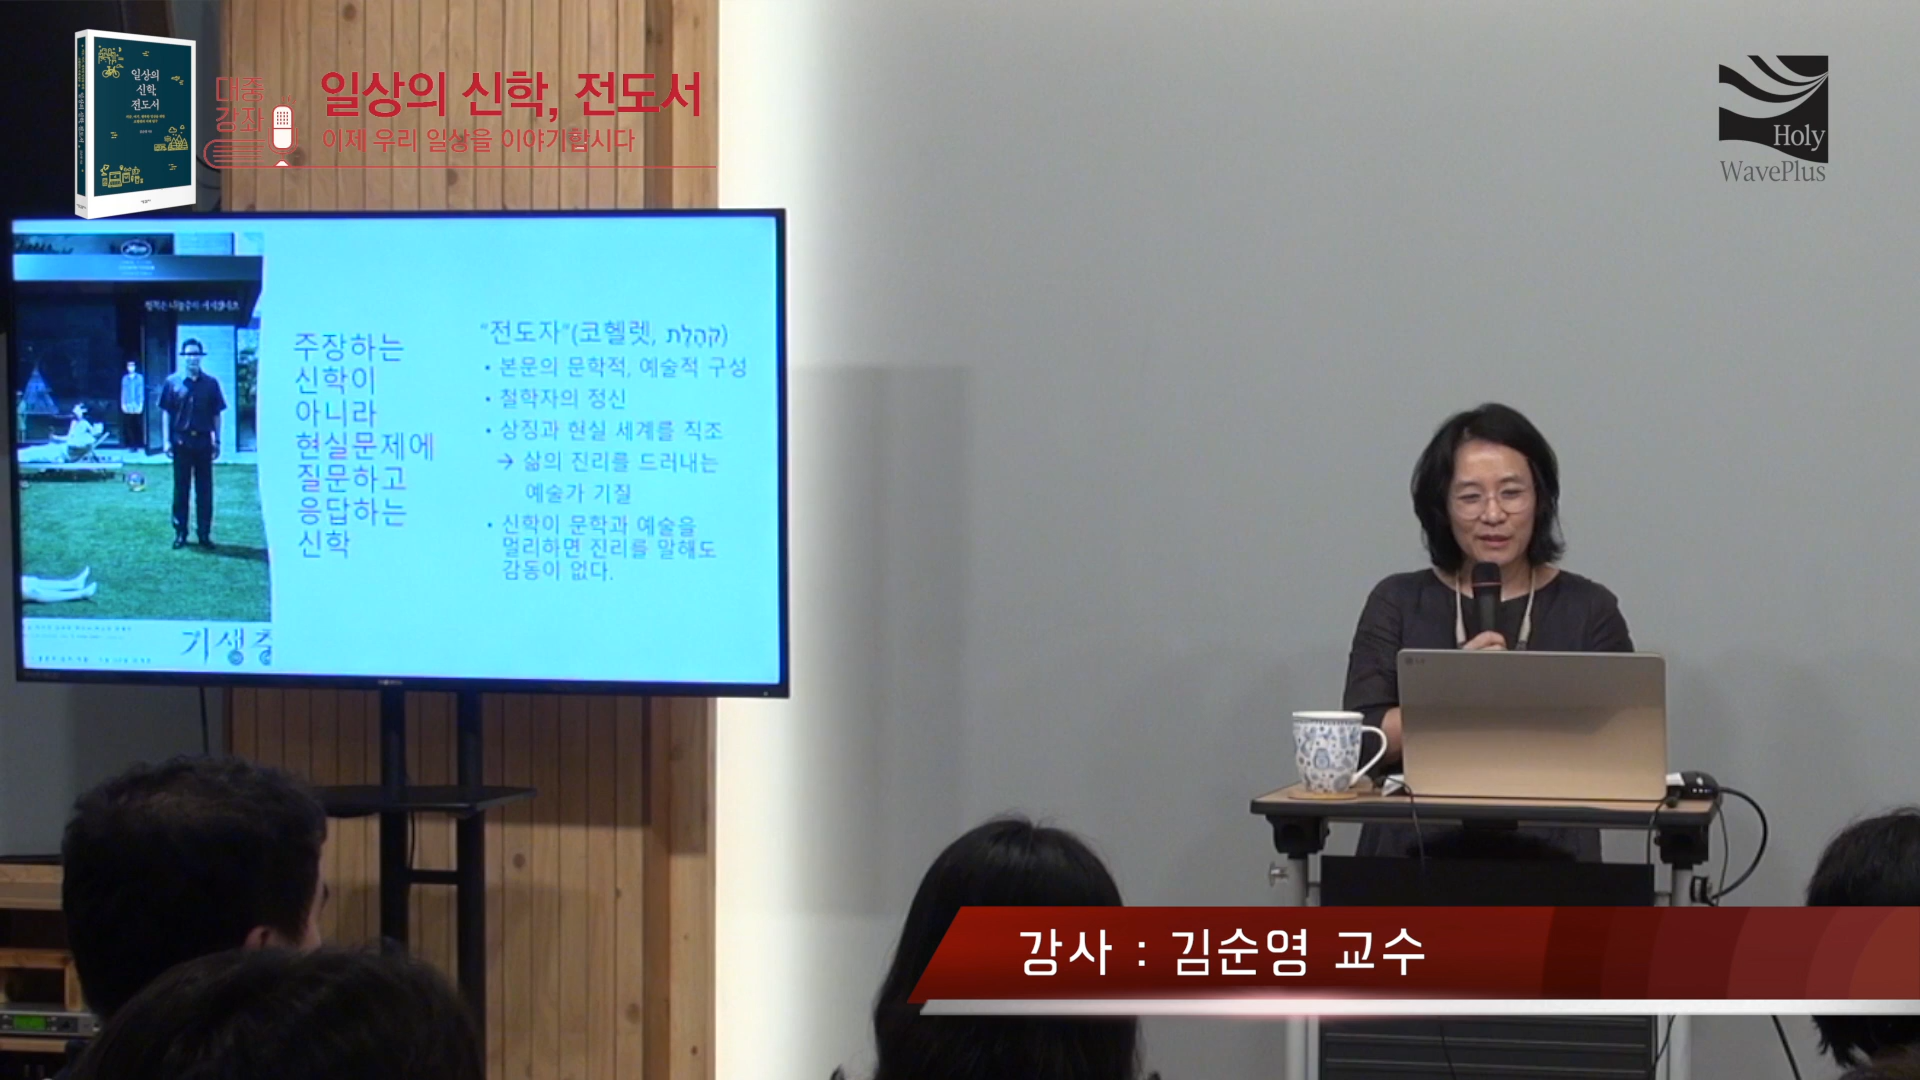 일상의
신학,
전도서
대중
강좌
일상의 신학, 전도서
이제 우리 일상을 이야기합시다
Holy
WavePlus
주장하는
신학이
아니라
현실문제에
질문하고
응답하는
신학
“전도자”(코헬렛, קֹהֶלֶת)
• 본문의 문학적, 예술적 구성
• 철학자의 정신
• 상징과 현실 세계를 직조
→ 삶의 진리를 드러내는
예술가 기질
• 신학이 문학과 예술을
멀리하면 진리를 말해도
감동이 없다.
기생충
LG
강사 : 김순영 교수